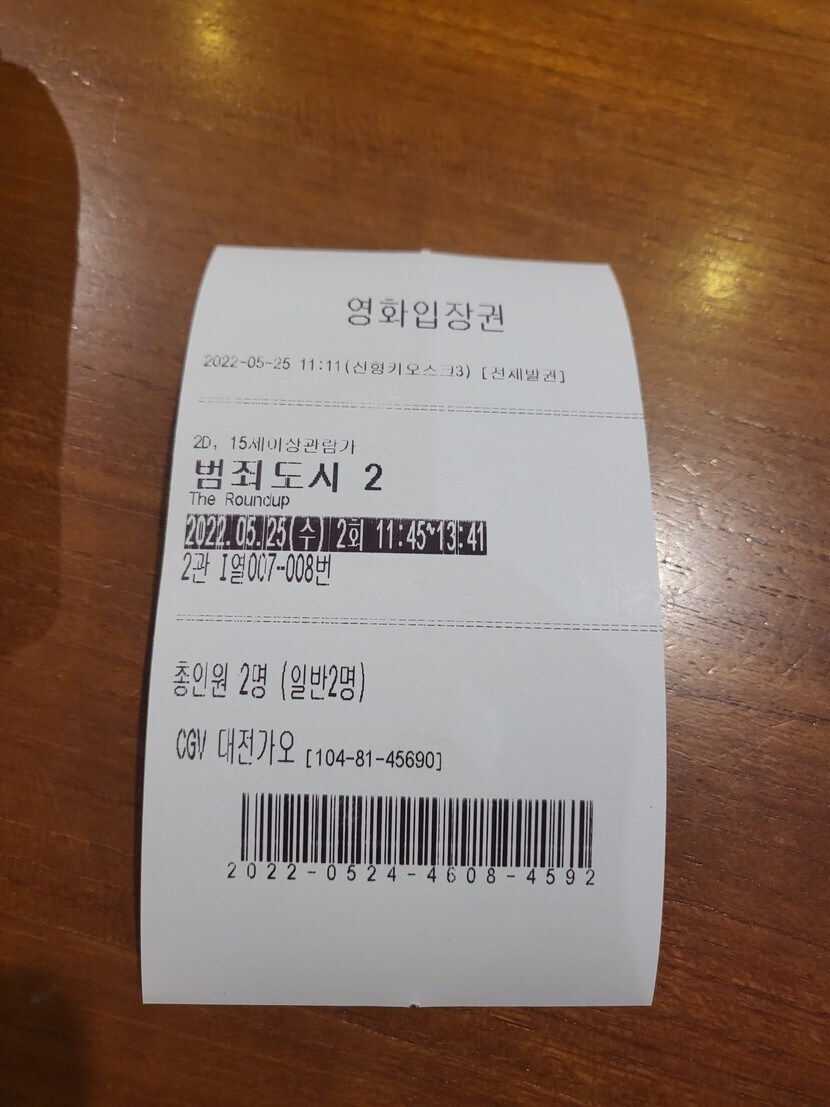 영화입장권
2022-05-25 11:11(신형키오스크3) [전체발권]
2D, 15세이상관람가
범죄도시 2
The Roundup
2022.05.25(수) 2회 11:45~13:41
2관 I열007-008번
총인원 2명 (일반2명)
CGV 대전가오 [104-81-45690]
2022-0524-4608-4592